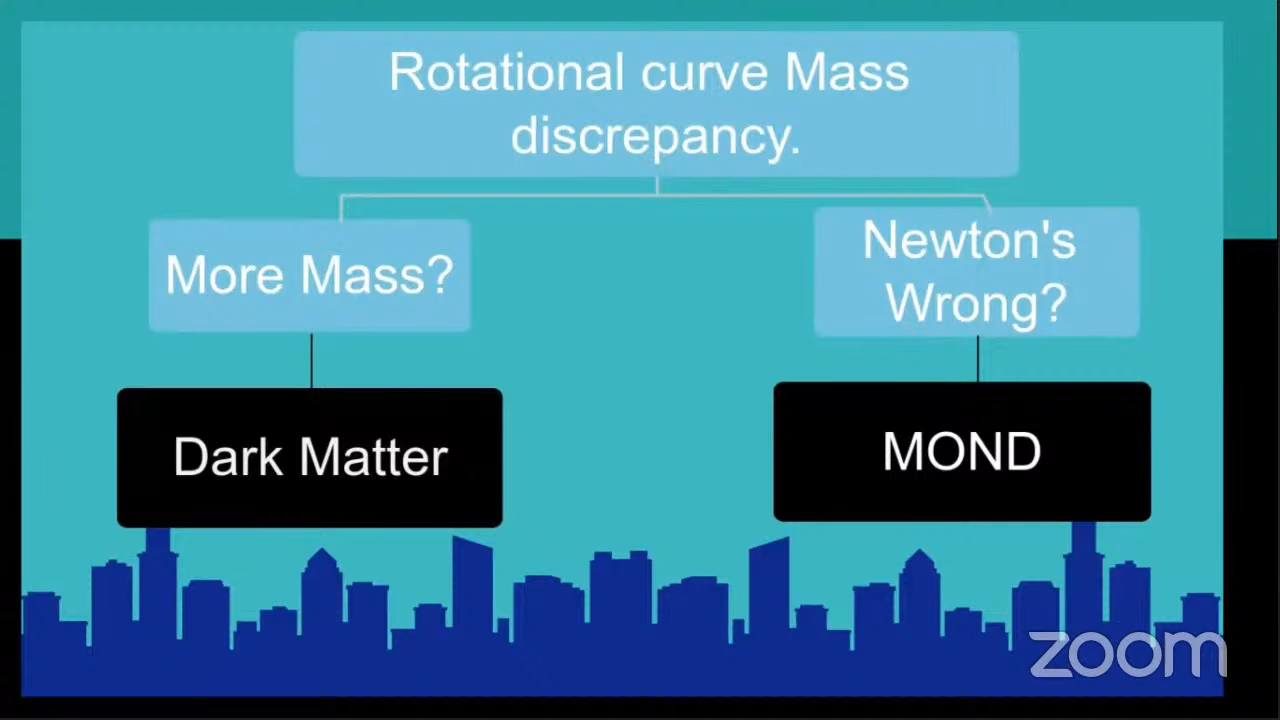 Rotational curve Mass
discrepancy.
More Mass?
Newton's
Wrong?
Dark Matter
MOND
zoom